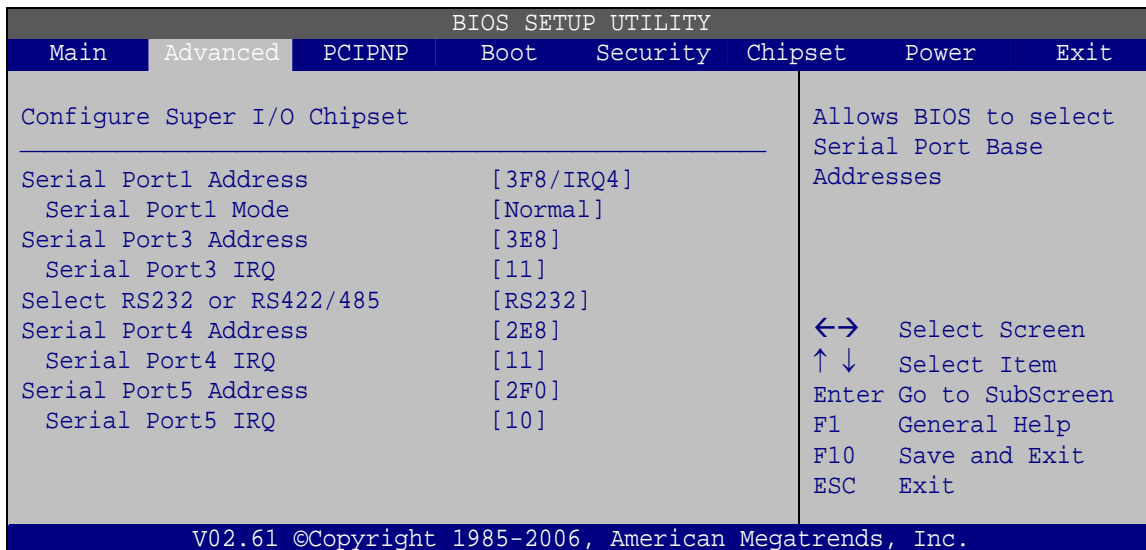 BIOS SETUP UTILITY
Main Advanced PCIPNP Boot Security Chipset Power Exit
Configure Super I/O Chipset
Serial Port1 Address [3F8/IRQ4]
Serial Port1 Mode [Normal]
Serial Port3 Address [3E8]
Serial Port3 IRQ [11]
Select RS232 or RS422/485 [RS232]
Serial Port4 Address [2E8]
Serial Port4 IRQ [11]
Serial Port5 Address [2F0]
Serial Port5 IRQ [10]
Allows BIOS to select
Serial Port Base
Addresses
←→ Select Screen
↑ ↓ Select Item
Enter Go to SubScreen
F1 General Help
F10 Save and Exit
ESC Exit
V02.61 ©Copyright 1985-2006, American Megatrends, Inc.